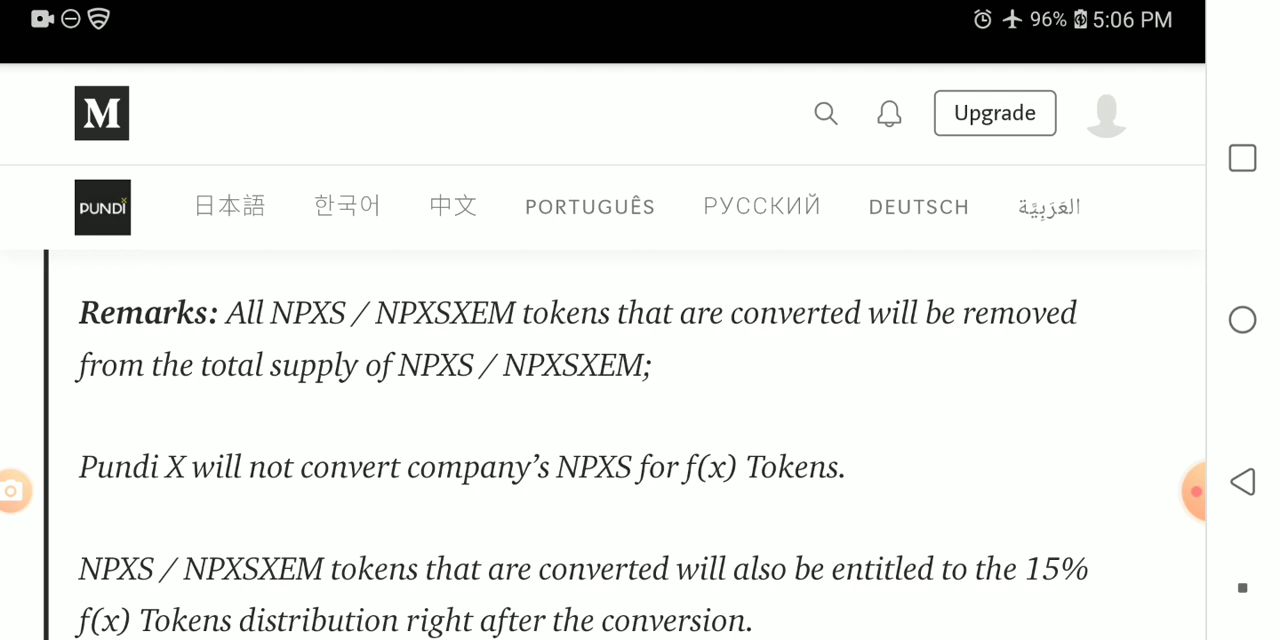 96% 5:06 PM
M
Upgrade
PUNDI X 日本語 한국어 中文 PORTUGUÊS РУССКИЙ DEUTSCH العَرَبِيَّة
Remarks: All NPXS / NPXSXEM tokens that are converted will be removed
from the total supply of NPXS / NPXSXEM;
Pundi X will not convert company’s NPXS for f(x) Tokens.
NPXS / NPXSXEM tokens that are converted will also be entitled to the 15%
f(x) Tokens distribution right after the conversion.